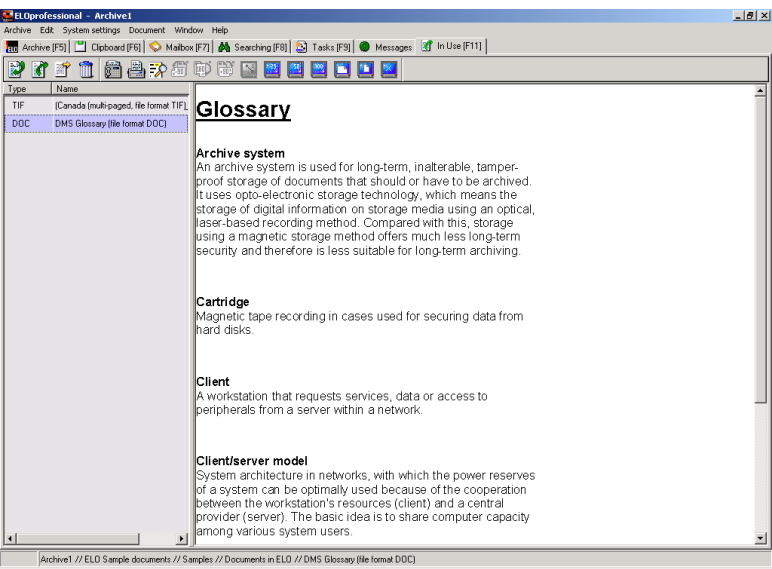 ELOprofessional - Archive1
Archive Edit System settings Document Window Help
Archive [F5] Clipboard [F6] Mailbox [F7] Searching [F8] Tasks [F9] Messages In Use [F11]
Type Name
TIF (Canada (multi-paged, file format TIF)
DOC DMS Glossary (file format DOC)
Glossary
Archive system
An archive system is used for long-term, inalterable, tamper-
proof storage of documents that should or have to be archived.
It uses opto-electronic storage technology, which means the
storage of digital information on storage media using an optical,
laser-based recording method. Compared with this, storage
using a magnetic storage method offers much less long-term
security and therefore is less suitable for long-term archiving.
Cartridge
Magnetic tape recording in cases used for securing data from
hard disks.
Client
A workstation that requests services, data or access to
peripherals from a server within a network.
Client/server model
System architecture in networks, with which the power reserves
of a system can be optimally used because of the cooperation
between the workstation's resources (client) and a central
provider (server). The basic idea is to share computer capacity
among various system users.
Archive1 // ELO Sample documents // Samples // Documents in ELO // DMS Glossary (file format DOC)